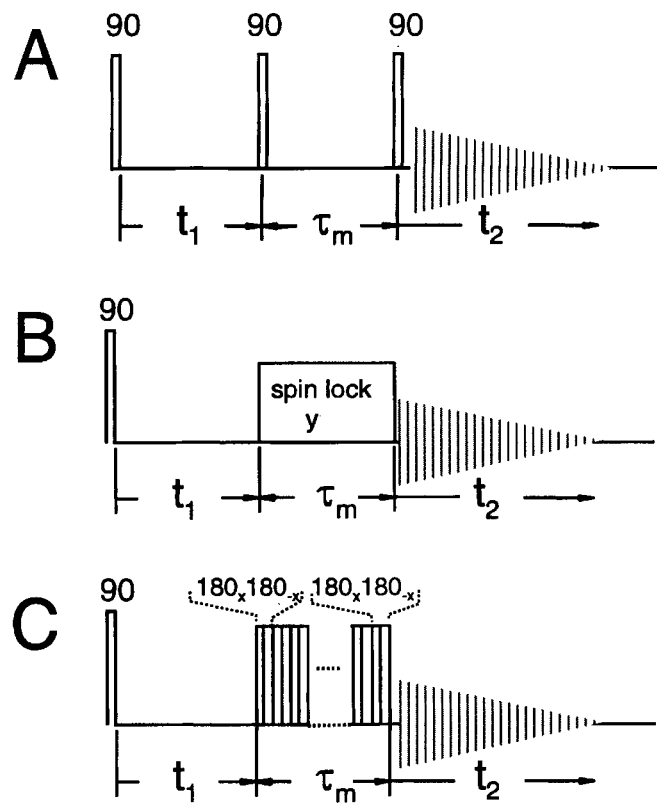 A
90 90 90
t₁ τₘ t₂
B
90
spin lock
y
t₁ τₘ t₂
C
90
180ₓ180₋ₓ 180ₓ180₋ₓ
t₁ τₘ t₂